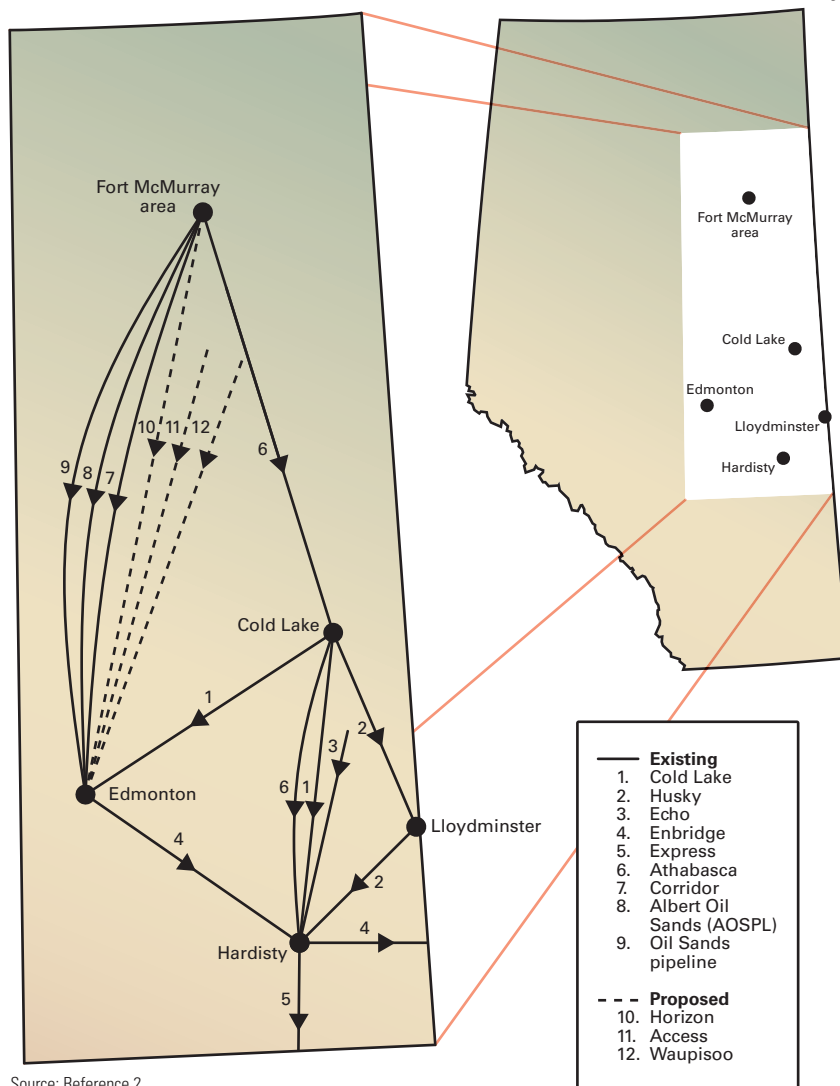 Fort McMurray
area
10
11
12
9
8
7
6
Cold Lake
1
2
3
6
1
Edmonton
Lloydminster
4
2
Hardisty
4
5
Source: Reference 2
Fort McMurray
area
Cold Lake
Edmonton
Lloydminster
Hardisty
Existing
1. Cold Lake
2. Husky
3. Echo
4. Enbridge
5. Express
6. Athabasca
7. Corridor
8. Albert Oil
Sands (AOSPL)
9. Oil Sands
pipeline
Proposed
10. Horizon
11. Access
12. Waupisoo